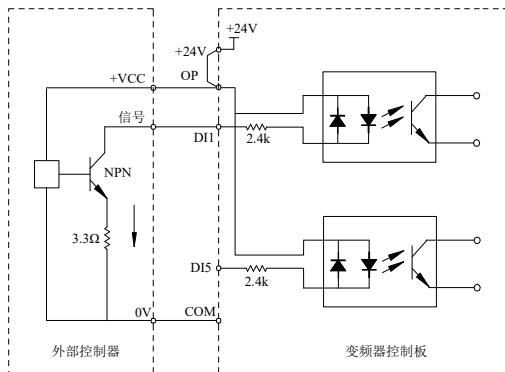 +24V
+24V
+VCC
OP
信号
DI1
2.4k
NPN
3.3Ω
DI5
2.4k
0V
COM
外部控制器
变频器控制板